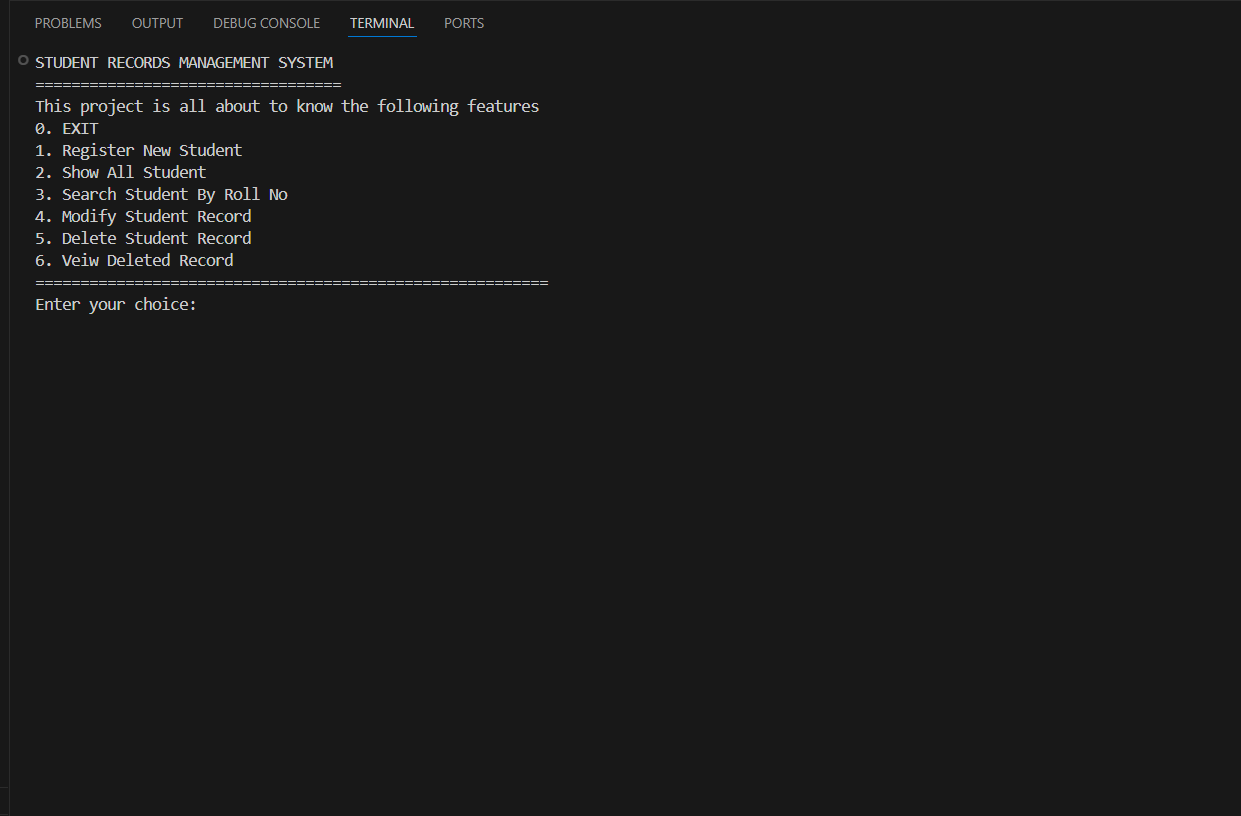 PROBLEMS OUTPUT DEBUG CONSOLE TERMINAL PORTS
STUDENT RECORDS MANAGEMENT SYSTEM
==================================
This project is all about to know the following features
0. EXIT
1. Register New Student
2. Show All Student
3. Search Student By Roll No
4. Modify Student Record
5. Delete Student Record
6. Veiw Deleted Record
=========================================================
Enter your choice: